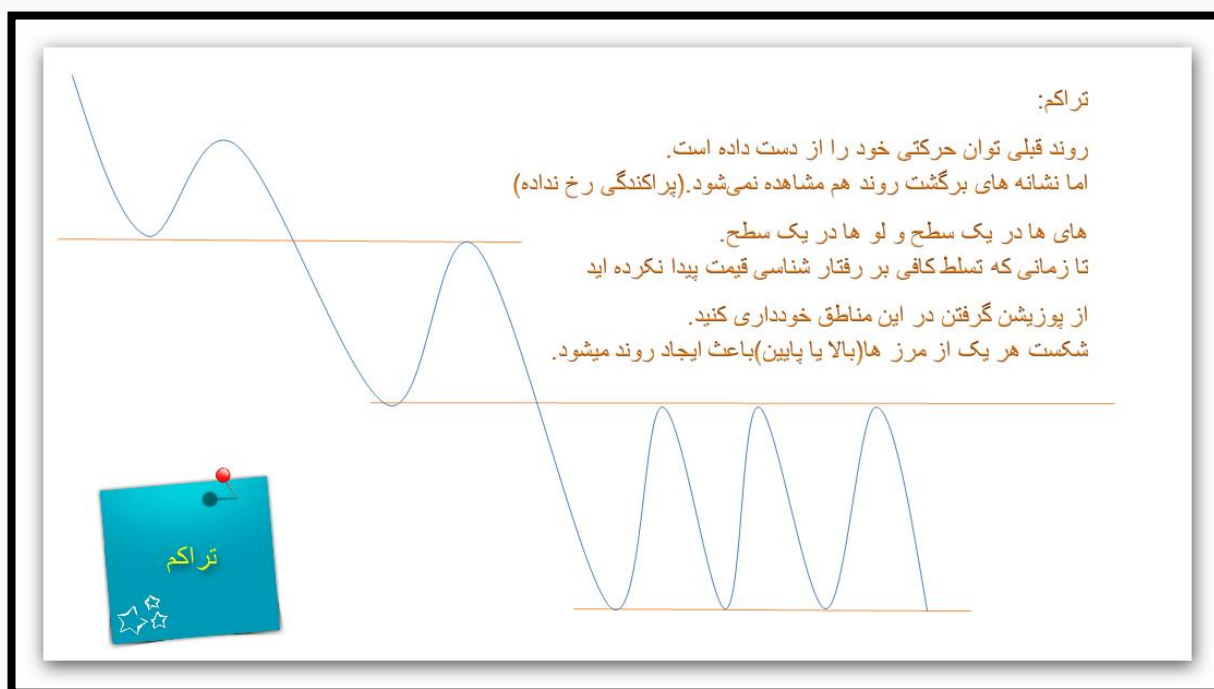 تراکم:
روند قبلی توان حرکتی خود را از دست داده است.
اما نشانه های برگشت روند هم مشاهده نمی‌شود.(پراکندگی رخ نداده)
های ها در یک سطح و لو ها در یک سطح.
تا زمانی که تسلط کافی بر رفتار شناسی قیمت پیدا نکرده اید
از پوزیشن گرفتن در این مناطق خودداری کنید.
شکست هر یک از مرز ها(بالا یا پایین)باعث ایجاد روند میشود.
تراکم